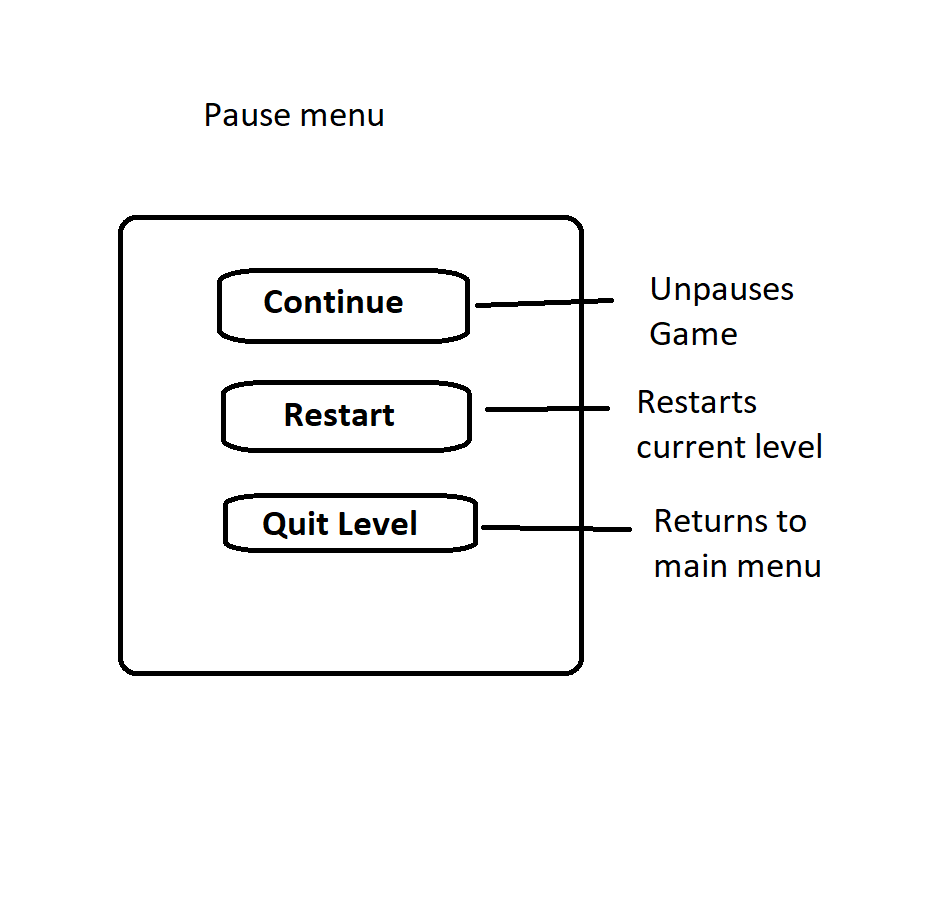 Pause menu
Continue
Unpauses
Game
Restart
Restarts
current level
Quit Level
Returns to
main menu